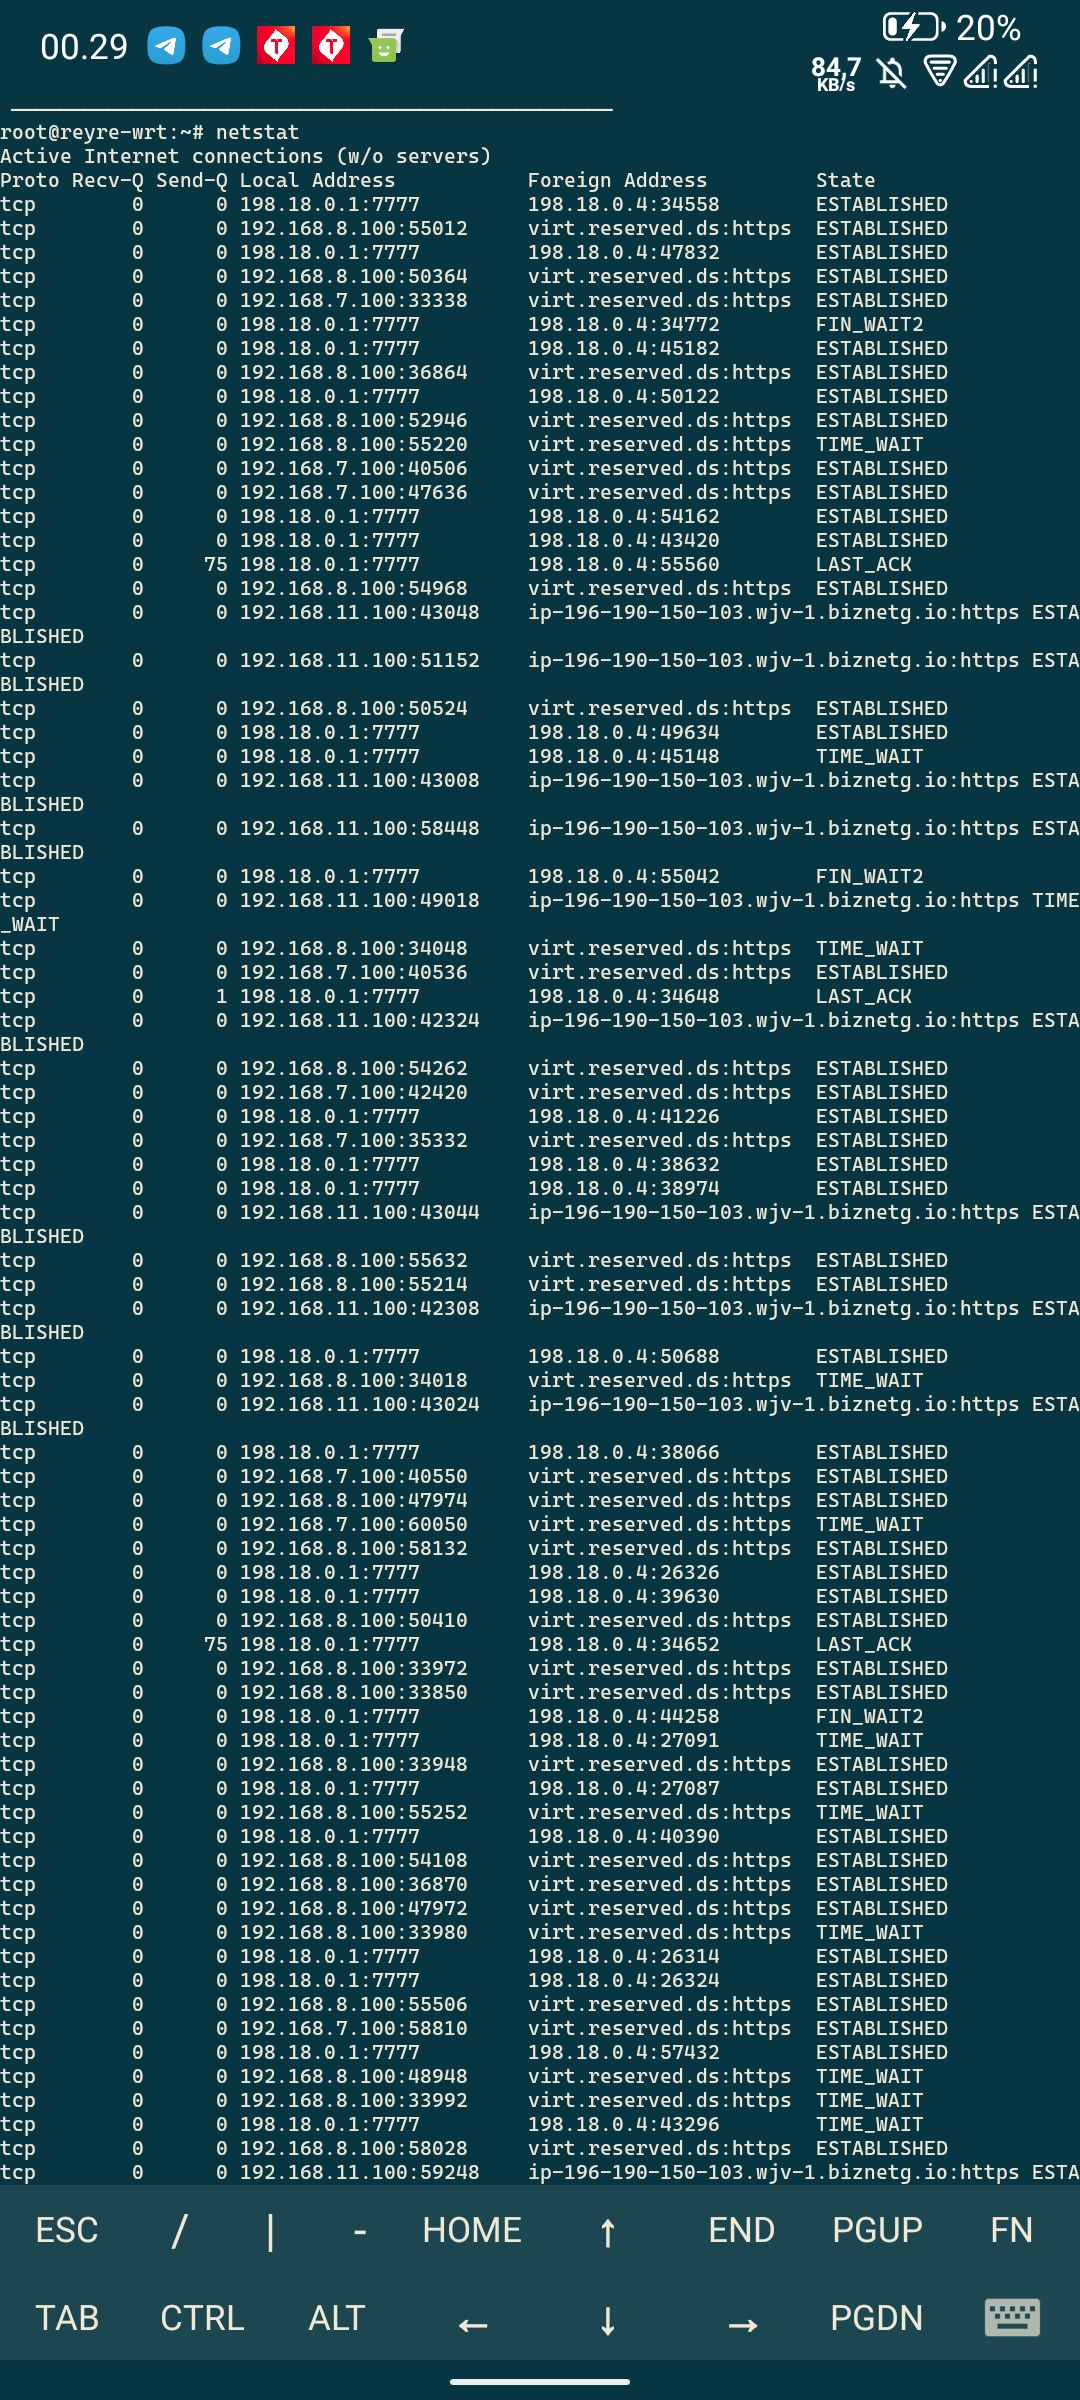 00.29
20%
84,7
KB/s
root@reyre-wrt:~# netstat
Active Internet connections (w/o servers)
Proto Recv-Q Send-Q Local Address           Foreign Address         State
tcp        0      0 198.18.0.1:7777         198.18.0.4:34558        ESTABLISHED
tcp        0      0 192.168.8.100:55012     virt.reserved.ds:https  ESTABLISHED
tcp        0      0 198.18.0.1:7777         198.18.0.4:47832        ESTABLISHED
tcp        0      0 192.168.8.100:50364     virt.reserved.ds:https  ESTABLISHED
tcp        0      0 192.168.7.100:33338     virt.reserved.ds:https  ESTABLISHED
tcp        0      0 198.18.0.1:7777         198.18.0.4:34772        FIN_WAIT2
tcp        0      0 198.18.0.1:7777         198.18.0.4:45182        ESTABLISHED
tcp        0      0 192.168.8.100:36864     virt.reserved.ds:https  ESTABLISHED
tcp        0      0 198.18.0.1:7777         198.18.0.4:50122        ESTABLISHED
tcp        0      0 192.168.8.100:52946     virt.reserved.ds:https  ESTABLISHED
tcp        0      0 192.168.8.100:55220     virt.reserved.ds:https  TIME_WAIT
tcp        0      0 192.168.7.100:40506     virt.reserved.ds:https  ESTABLISHED
tcp        0      0 192.168.7.100:47636     virt.reserved.ds:https  ESTABLISHED
tcp        0      0 198.18.0.1:7777         198.18.0.4:54162        ESTABLISHED
tcp        0      0 198.18.0.1:7777         198.18.0.4:43420        ESTABLISHED
tcp        0     75 198.18.0.1:7777         198.18.0.4:55560        LAST_ACK
tcp        0      0 192.168.8.100:54968     virt.reserved.ds:https  ESTABLISHED
tcp        0      0 192.168.11.100:43048    ip-196-190-150-103.wjv-1.biznetg.io:https ESTA
BLISHED
tcp        0      0 192.168.11.100:51152    ip-196-190-150-103.wjv-1.biznetg.io:https ESTA
BLISHED
tcp        0      0 192.168.8.100:50524     virt.reserved.ds:https  ESTABLISHED
tcp        0      0 198.18.0.1:7777         198.18.0.4:49634        ESTABLISHED
tcp        0      0 198.18.0.1:7777         198.18.0.4:45148        TIME_WAIT
tcp        0      0 192.168.11.100:43008    ip-196-190-150-103.wjv-1.biznetg.io:https ESTA
BLISHED
tcp        0      0 192.168.11.100:58448    ip-196-190-150-103.wjv-1.biznetg.io:https ESTA
BLISHED
tcp        0      0 198.18.0.1:7777         198.18.0.4:55042        FIN_WAIT2
tcp        0      0 192.168.11.100:49018    ip-196-190-150-103.wjv-1.biznetg.io:https TIME
_WAIT
tcp        0      0 192.168.8.100:34048     virt.reserved.ds:https  TIME_WAIT
tcp        0      0 192.168.7.100:40536     virt.reserved.ds:https  ESTABLISHED
tcp        0      1 198.18.0.1:7777         198.18.0.4:34648        LAST_ACK
tcp        0      0 192.168.11.100:42324    ip-196-190-150-103.wjv-1.biznetg.io:https ESTA
BLISHED
tcp        0      0 192.168.8.100:54262     virt.reserved.ds:https  ESTABLISHED
tcp        0      0 192.168.7.100:42420     virt.reserved.ds:https  ESTABLISHED
tcp        0      0 198.18.0.1:7777         198.18.0.4:41226        ESTABLISHED
tcp        0      0 192.168.7.100:35332     virt.reserved.ds:https  ESTABLISHED
tcp        0      0 198.18.0.1:7777         198.18.0.4:38632        ESTABLISHED
tcp        0      0 198.18.0.1:7777         198.18.0.4:38974        ESTABLISHED
tcp        0      0 192.168.11.100:43044    ip-196-190-150-103.wjv-1.biznetg.io:https ESTA
BLISHED
tcp        0      0 192.168.8.100:55632     virt.reserved.ds:https  ESTABLISHED
tcp        0      0 192.168.8.100:55214     virt.reserved.ds:https  ESTABLISHED
tcp        0      0 192.168.11.100:42308    ip-196-190-150-103.wjv-1.biznetg.io:https ESTA
BLISHED
tcp        0      0 198.18.0.1:7777         198.18.0.4:50688        ESTABLISHED
tcp        0      0 192.168.8.100:34018     virt.reserved.ds:https  TIME_WAIT
tcp        0      0 192.168.11.100:43024    ip-196-190-150-103.wjv-1.biznetg.io:https ESTA
BLISHED
tcp        0      0 198.18.0.1:7777         198.18.0.4:38066        ESTABLISHED
tcp        0      0 192.168.7.100:40550     virt.reserved.ds:https  ESTABLISHED
tcp        0      0 192.168.8.100:47974     virt.reserved.ds:https  ESTABLISHED
tcp        0      0 192.168.7.100:60050     virt.reserved.ds:https  TIME_WAIT
tcp        0      0 192.168.8.100:58132     virt.reserved.ds:https  ESTABLISHED
tcp        0      0 198.18.0.1:7777         198.18.0.4:26326        ESTABLISHED
tcp        0      0 198.18.0.1:7777         198.18.0.4:39630        ESTABLISHED
tcp        0      0 192.168.8.100:50410     virt.reserved.ds:https  ESTABLISHED
tcp        0     75 198.18.0.1:7777         198.18.0.4:34652        LAST_ACK
tcp        0      0 192.168.8.100:33972     virt.reserved.ds:https  ESTABLISHED
tcp        0      0 192.168.8.100:33850     virt.reserved.ds:https  ESTABLISHED
tcp        0      0 198.18.0.1:7777         198.18.0.4:44258        FIN_WAIT2
tcp        0      0 198.18.0.1:7777         198.18.0.4:27091        TIME_WAIT
tcp        0      0 192.168.8.100:33948     virt.reserved.ds:https  ESTABLISHED
tcp        0      0 198.18.0.1:7777         198.18.0.4:27087        ESTABLISHED
tcp        0      0 192.168.8.100:55252     virt.reserved.ds:https  TIME_WAIT
tcp        0      0 198.18.0.1:7777         198.18.0.4:40390        ESTABLISHED
tcp        0      0 192.168.8.100:54108     virt.reserved.ds:https  ESTABLISHED
tcp        0      0 192.168.8.100:36870     virt.reserved.ds:https  ESTABLISHED
tcp        0      0 192.168.8.100:47972     virt.reserved.ds:https  ESTABLISHED
tcp        0      0 192.168.8.100:33980     virt.reserved.ds:https  TIME_WAIT
tcp        0      0 198.18.0.1:7777         198.18.0.4:26314        ESTABLISHED
tcp        0      0 198.18.0.1:7777         198.18.0.4:26324        ESTABLISHED
tcp        0      0 192.168.8.100:55506     virt.reserved.ds:https  ESTABLISHED
tcp        0      0 192.168.7.100:58810     virt.reserved.ds:https  ESTABLISHED
tcp        0      0 198.18.0.1:7777         198.18.0.4:57432        ESTABLISHED
tcp        0      0 192.168.8.100:48948     virt.reserved.ds:https  TIME_WAIT
tcp        0      0 192.168.8.100:33992     virt.reserved.ds:https  TIME_WAIT
tcp        0      0 198.18.0.1:7777         198.18.0.4:43296        TIME_WAIT
tcp        0      0 192.168.8.100:58028     virt.reserved.ds:https  ESTABLISHED
tcp        0      0 192.168.11.100:59248    ip-196-190-150-103.wjv-1.biznetg.io:https ESTA
ESC / | - HOME ↑ END PGUP FN
TAB CTRL ALT ← ↓ → PGDN